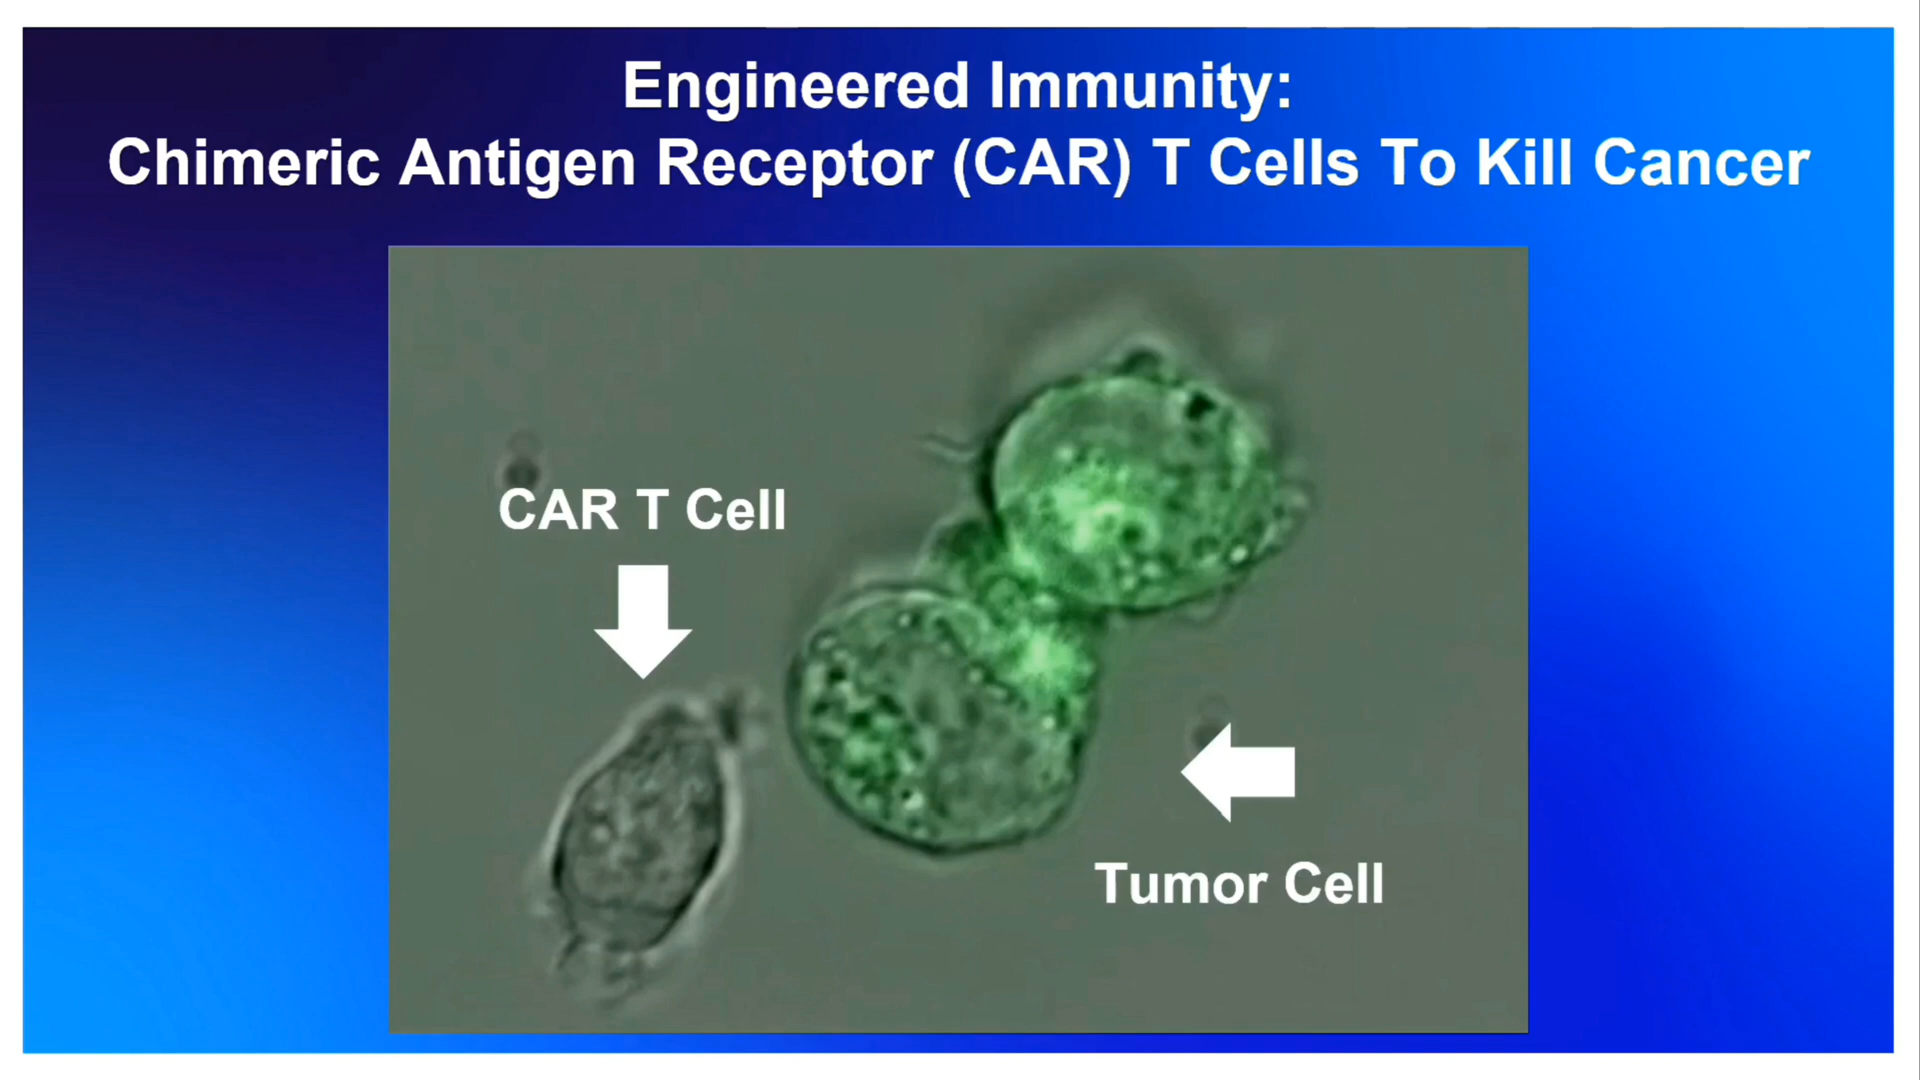 Engineered Immunity:
Chimeric Antigen Receptor (CAR) T Cells To Kill Cancer
CAR T Cell
Tumor Cell